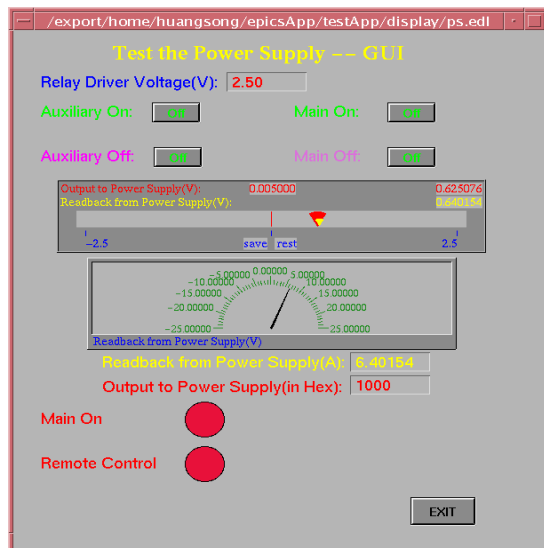 /export/home/huangsong/epicsApp/testApp/display/ps.edl
Test the Power Supply -- GUI
Relay Driver Voltage(V): 2.50
Auxiliary On: Off Main On: Off
Auxiliary Off: Off Main Off: Off
Output to Power Supply(V): 0.005000 0.625076
Readback from Power Supply(V): 0.640154
-2.5 save rest 2.5
-5.00000 0.00000 5.00000
-10.00000 10.00000
-15.00000 15.00000
-20.00000 20.00000
-25.00000 25.00000
Readback from Power Supply(V)
Readback from Power Supply(A): 6.40154
Output to Power Supply(in Hex): 1000
Main On
Remote Control
EXIT